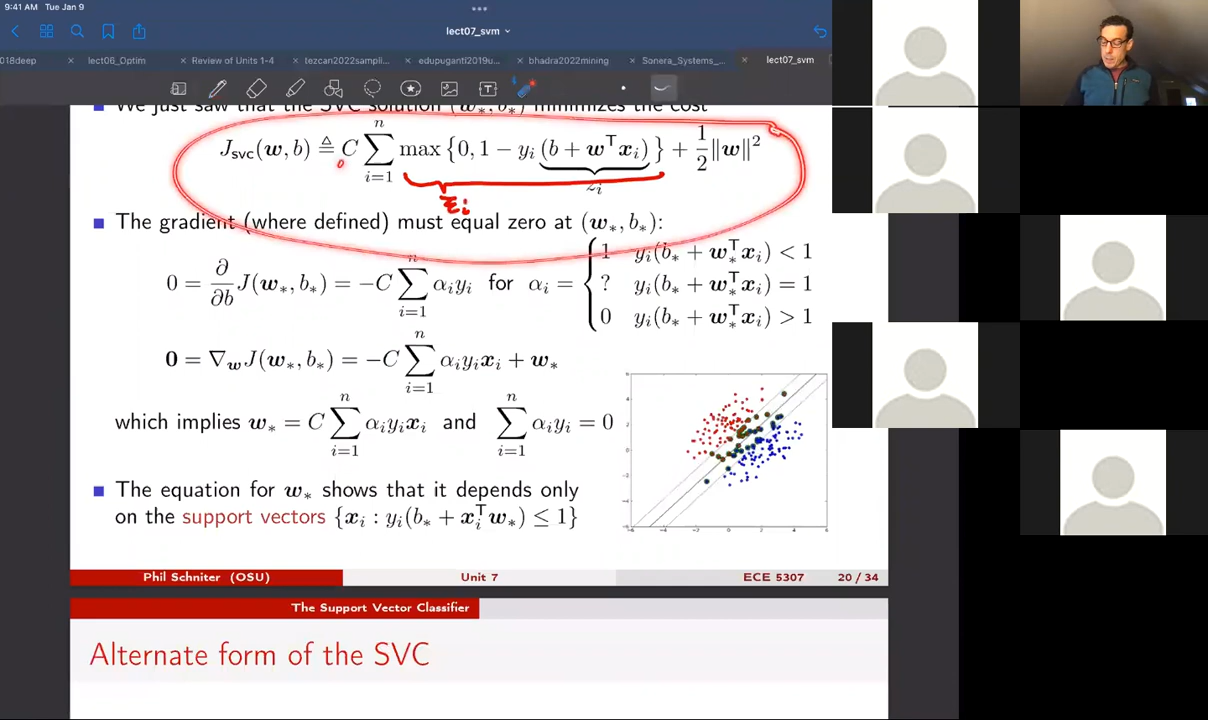 9:41 AM Tue Jan 9
lect07_svm
018deep
lect06_Optim
Review of Units 1-4
tezcan2022sampli...
edupuganti2019u...
bhadra2022mining
Sonera_Systems_...
lect07_svm
We just saw that the SVC solution (w*, b*) minimizes the cost
J_svc(w, b) ≜ C ∑_{i=1}^{n} max {0, 1 − y_i (b + w^T x_i)} + 1/2 ‖w‖^2
z_i
ξ_i
The gradient (where defined) must equal zero at (w*, b*):
0 = ∂/∂b J(w*, b*) = −C ∑_{i=1}^{n} α_i y_i for α_i = { 1 y_i(b* + w*^T x_i) < 1
? y_i(b* + w*^T x_i) = 1
0 y_i(b* + w*^T x_i) > 1
0 = ∇_w J(w*, b*) = −C ∑_{i=1}^{n} α_i y_i x_i + w*
which implies w* = C ∑_{i=1}^{n} α_i y_i x_i and ∑_{i=1}^{n} α_i y_i = 0
The equation for w* shows that it depends only
on the support vectors {x_i : y_i(b* + x_i^T w*) ≤ 1}
Phil Schniter (OSU) Unit 7 ECE 5307 20 / 34
The Support Vector Classifier
Alternate form of the SVC